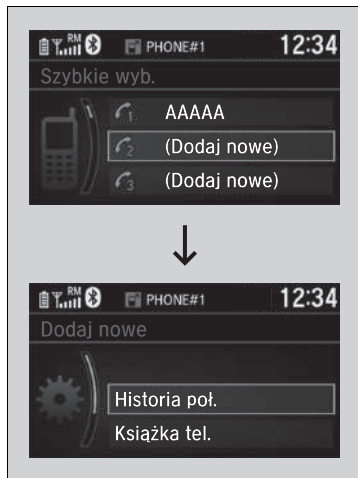 RM PHONE#1 12:34
Szybkie wyb.
1 AAAAA
2 (Dodaj nowe)
3 (Dodaj nowe)
RM PHONE#1 12:34
Dodaj nowe
Historia poł.
Książka tel.